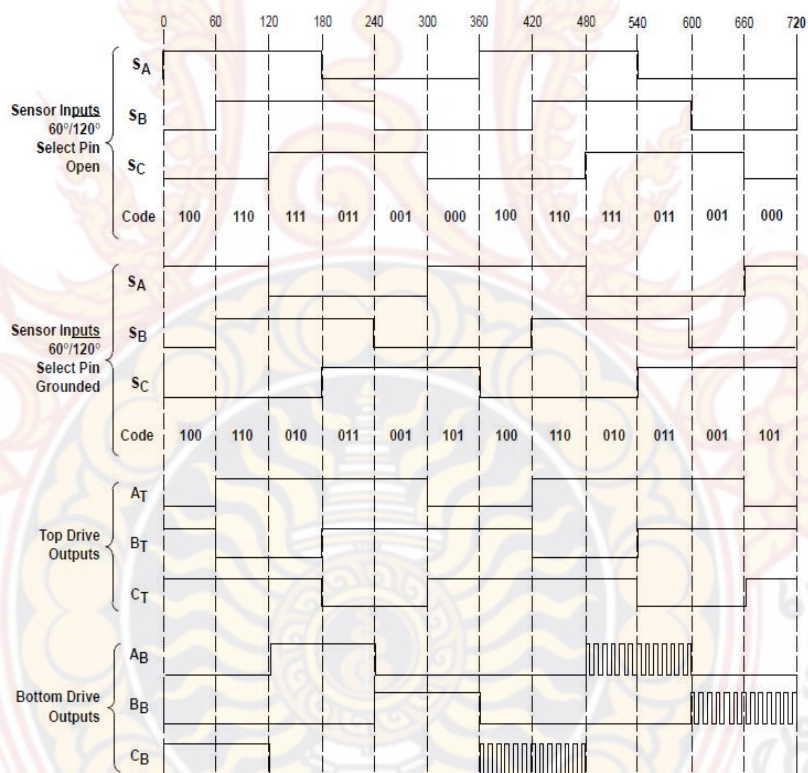 0 60 120 180 240 300 360 420 480 540 600 660 720
SA
Sensor Inputs
60°/120°
Select Pin
Open
SB
SC
Code 100 110 111 011 001 000 100 110 111 011 001 000
SA
Sensor Inputs
60°/120°
Select Pin
Grounded
SB
SC
Code 100 110 010 011 001 101 100 110 010 011 001 101
AT
Top Drive
Outputs
BT
CT
AB
Bottom Drive
Outputs
BB
CB